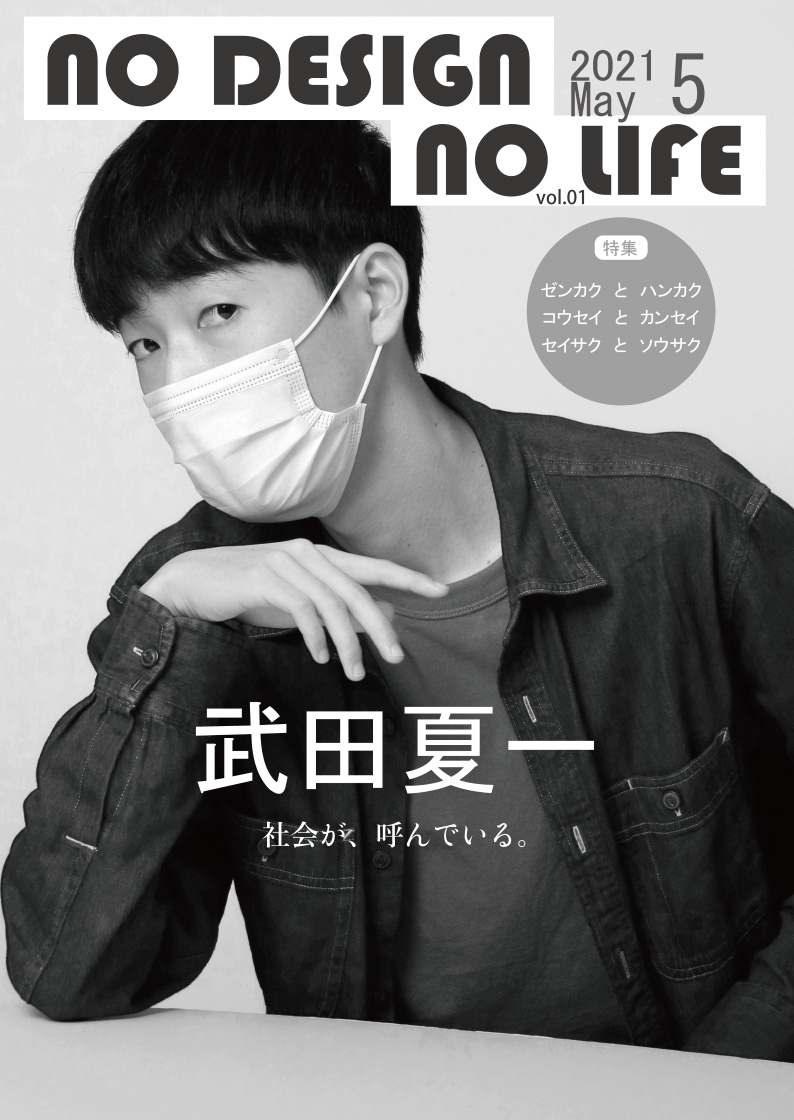 NO DESIGN
2021
May 5
NO LIFE
vol.01
特集
ゼンカク と ハンカク
コウセイ と カンセイ
セイサク と ソウサク
武田夏一
社会が、呼んでいる。